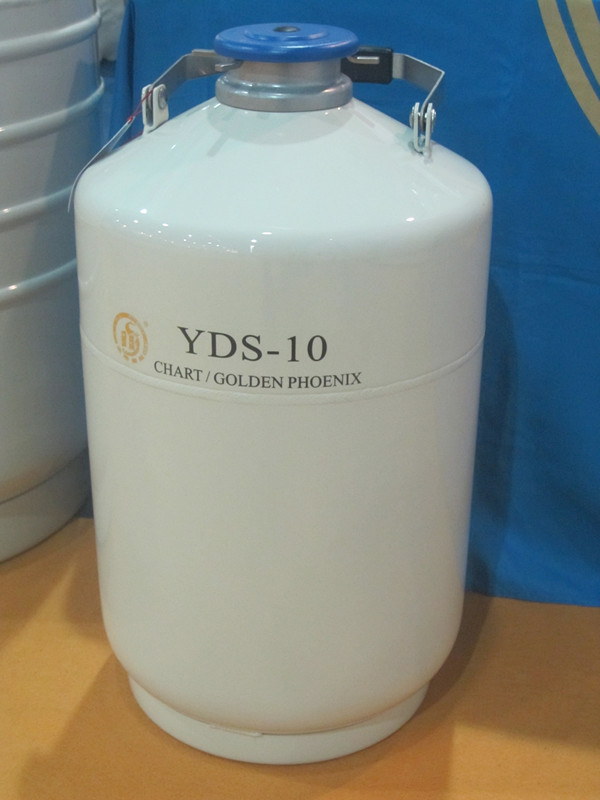 YDS-10
CHART / GOLDEN PHOENIX